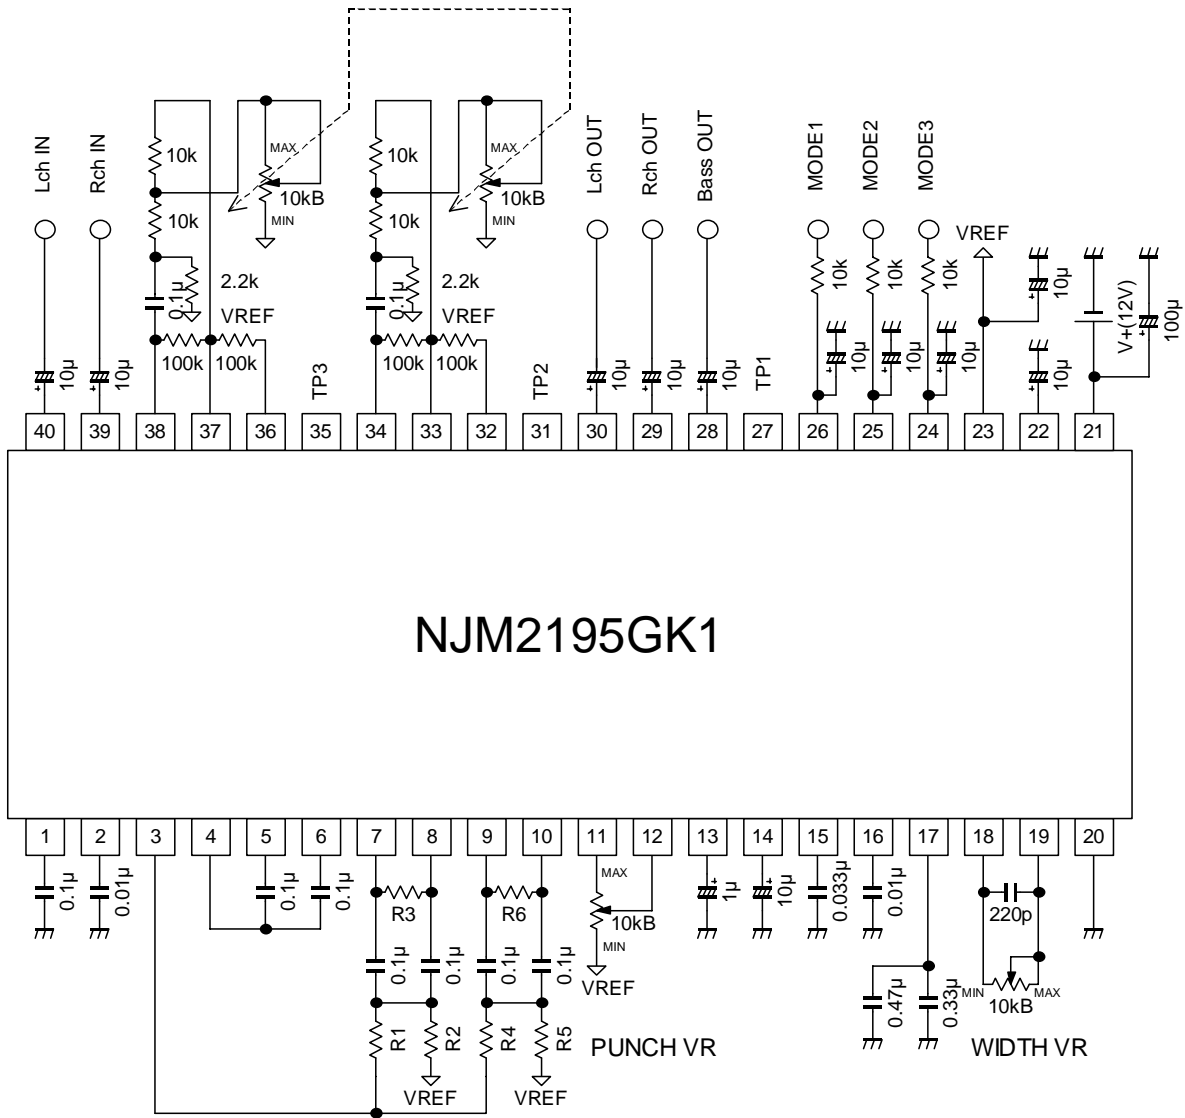 Lch IN
Rch IN
10k
10k
0.1µ
2.2k
VREF
100k
100k
MAX
10kB
MIN
TP3
10k
10k
0.1µ
2.2k
VREF
100k
100k
MAX
10kB
MIN
TP2
Lch OUT
Rch OUT
Bass OUT
TP1
MODE1
MODE2
MODE3
10k
10k
10k
VREF
V+(12V)
10µ
10µ
10µ
10µ
10µ
10µ
10µ
10µ
10µ
10µ
100µ
40
39
38
37
36
35
34
33
32
31
30
29
28
27
26
25
24
23
22
21
NJM2195GK1
1
2
3
4
5
6
7
8
9
10
11
12
13
14
15
16
17
18
19
20
0.1µ
0.01µ
0.1µ
0.1µ
R3
R6
0.1µ
0.1µ
0.1µ
0.1µ
R1
R2
R4
R5
VREF
VREF
MAX
10kB
MIN
VREF
PUNCH VR
1µ
10µ
0.033µ
0.01µ
0.47µ
0.33µ
220p
MIN
10kB
MAX
WIDTH VR